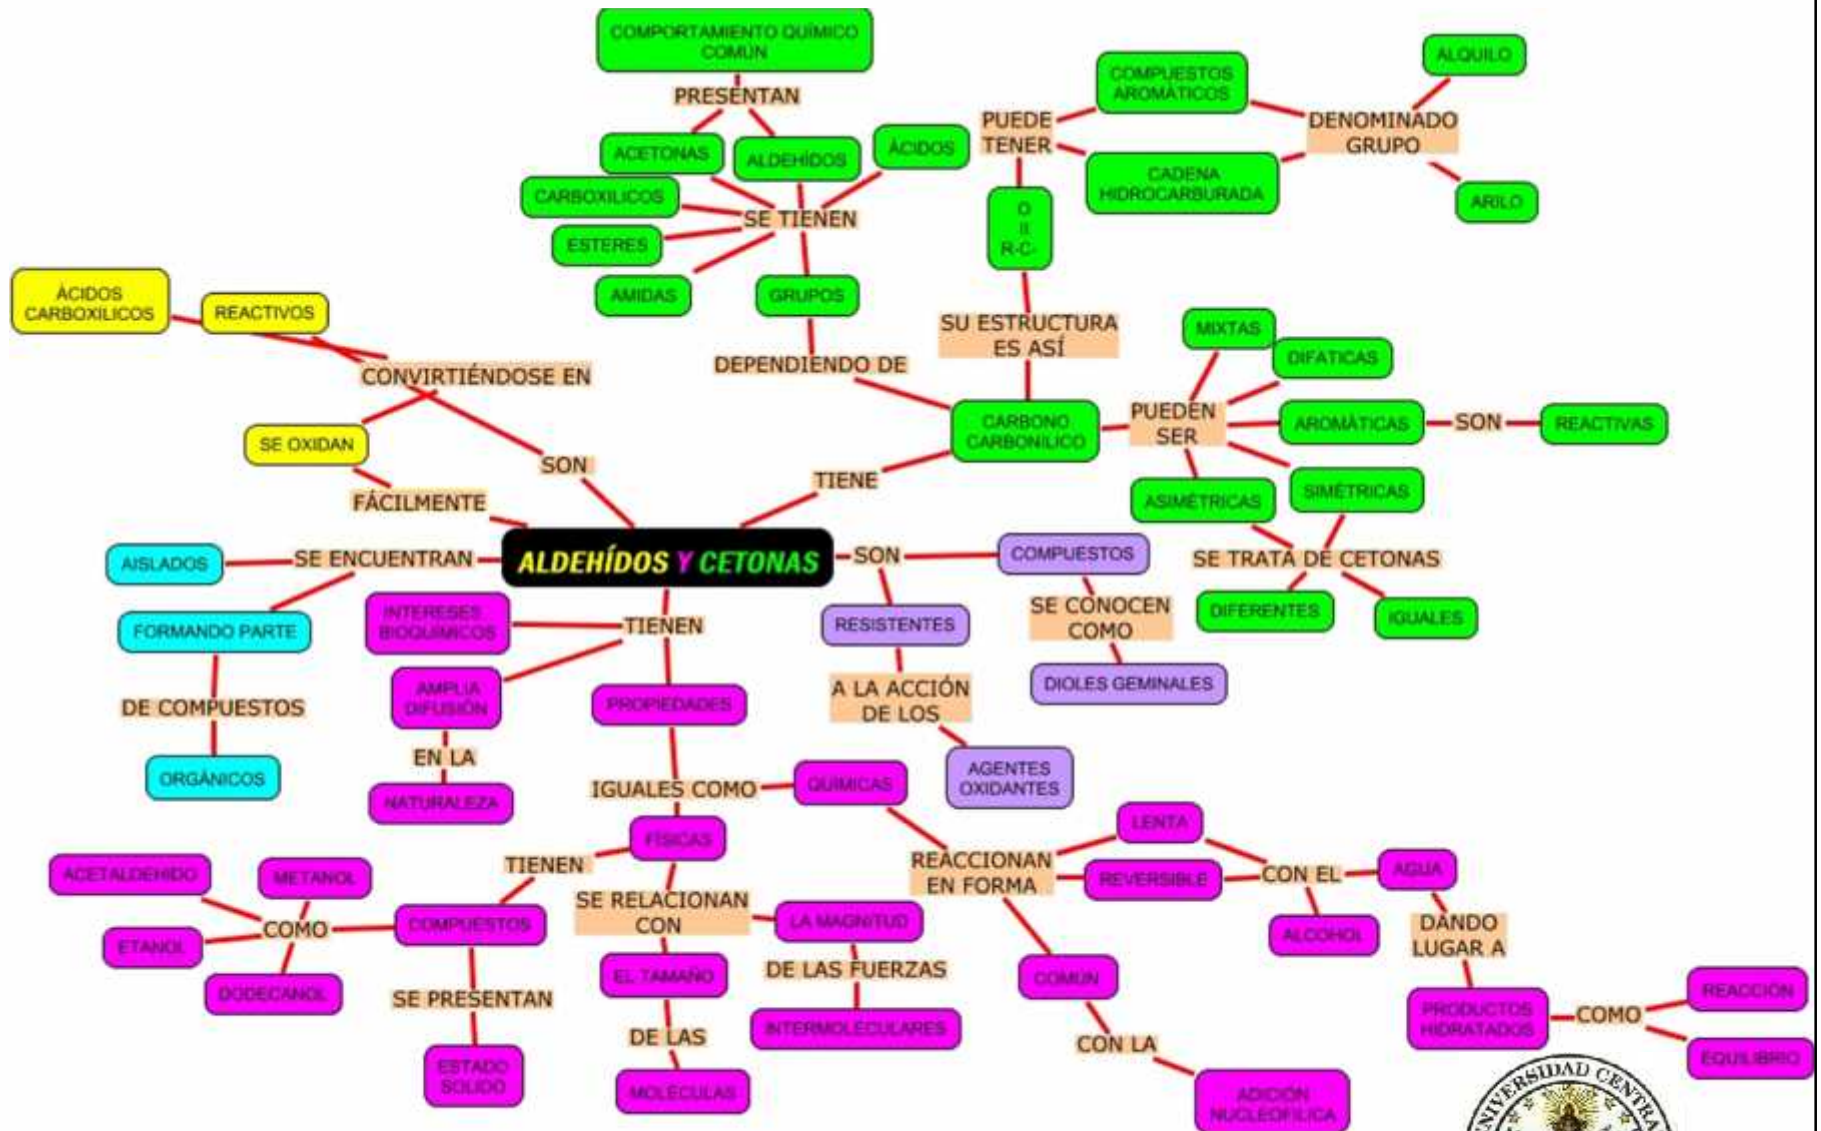 COMPORTAMIENTO QUÍMICO
COMÚN
PRESENTAN
ACETONAS
ALDEHÍDOS
ÁCIDOS
CARBOXILICOS
SE TIENEN
ESTERES
AMIDAS
GRUPOS
DEPENDIENDO DE
PUEDE
TENER
COMPUESTOS
AROMÁTICOS
CADENA
HIDROCARBURADA
DENOMINADO
GRUPO
ALQUILO
ARILO
O
II
R-C-
SU ESTRUCTURA
ES ASÍ
CARBONO
CARBONÍLICO
PUEDEN
SER
MIXTAS
DIFATICAS
AROMÁTICAS
SON
REACTIVAS
ASIMÉTRICAS
SIMÉTRICAS
SE TRATA DE CETONAS
DIFERENTES
IGUALES
TIENE
ÁCIDOS
CARBOXILICOS
REACTIVOS
CONVIRTIÉNDOSE EN
SE OXIDAN
SON
FÁCILMENTE
ALDEHÍDOS Y CETONAS
AISLADOS
SE ENCUENTRAN
FORMANDO PARTE
DE COMPUESTOS
ORGÁNICOS
INTERESES
BIOQUÍMICOS
TIENEN
AMPLIA
DIFUSIÓN
EN LA
NATURALEZA
PROPIEDADES
IGUALES COMO
QUÍMICAS
FÍSICAS
SON
COMPUESTOS
RESISTENTES
SE CONOCEN
COMO
DIOLES GEMINALES
A LA ACCIÓN
DE LOS
AGENTES
OXIDANTES
TIENEN
COMPUESTOS
COMO
ACETALDEHIDO
METANOL
ETANOL
DODECANOL
SE PRESENTAN
ESTADO
SOLIDO
SE RELACIONAN
CON
LA MAGNITUD
DE LAS FUERZAS
INTERMOLECULARES
EL TAMAÑO
DE LAS
MOLÉCULAS
REACCIONAN
EN FORMA
LENTA
REVERSIBLE
CON EL
AGUA
ALCOHOL
DANDO
LUGAR A
PRODUCTOS
HIDRATADOS
COMO
REACCIÓN
EQUILIBRIO
COMÚN
CON LA
ADICIÓN
NUCLEOFILICA
UNIVERSIDAD CENTRA